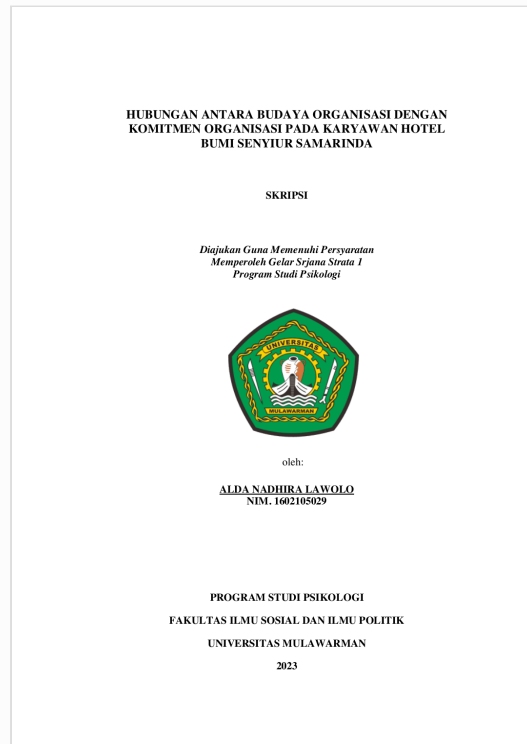 HUBUNGAN ANTARA BUDAYA ORGANISASI DENGAN
KOMITMEN ORGANISASI PADA KARYAWAN HOTEL
BUMI SENYIUR SAMARINDA
SKRIPSI
Diajukan Guna Memenuhi Persyaratan
Memperoleh Gelar Srjana Strata 1
Program Studi Psikologi
UNIVERSITAS
MULAWARMAN
oleh:
ALDA NADHIRA LAWOLO
NIM. 1602105029
PROGRAM STUDI PSIKOLOGI
FAKULTAS ILMU SOSIAL DAN ILMU POLITIK
UNIVERSITAS MULAWARMAN
2023